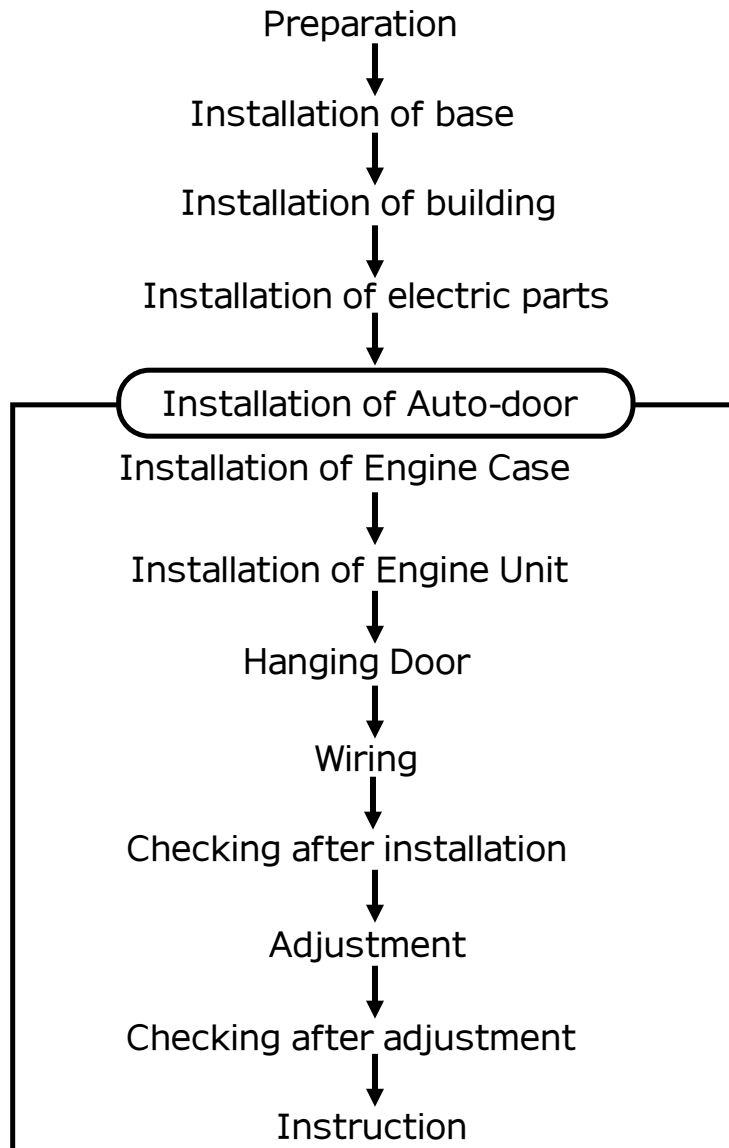 Preparation
Installation of base
Installation of building
Installation of electric parts
Installation of Auto-door
Installation of Engine Case
Installation of Engine Unit
Hanging Door
Wiring
Checking after installation
Adjustment
Checking after adjustment
Instruction